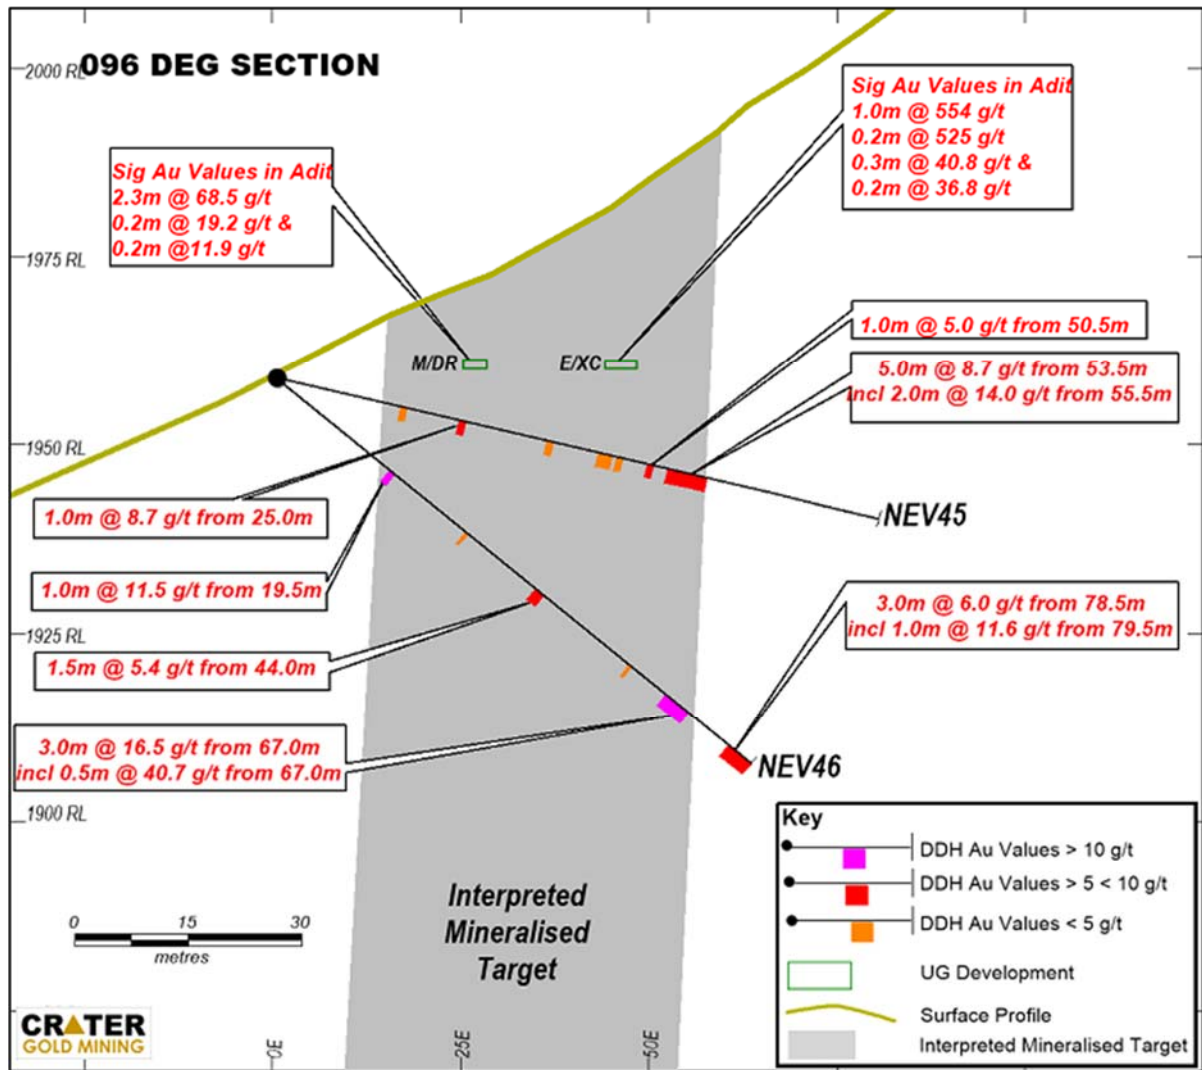 096 DEG SECTION
2000 RL
Sig Au Values in Adit
1.0m @ 554 g/t
0.2m @ 525 g/t
0.3m @ 40.8 g/t &
0.2m @ 36.8 g/t
Sig Au Values in Adit
2.3m @ 68.5 g/t
0.2m @ 19.2 g/t &
0.2m @11.9 g/t
1975 RL
1.0m @ 5.0 g/t from 50.5m
M/DR
E/XC
5.0m @ 8.7 g/t from 53.5m
incl 2.0m @ 14.0 g/t from 55.5m
1950 RL
1.0m @ 8.7 g/t from 25.0m
NEV45
1.0m @ 11.5 g/t from 19.5m
3.0m @ 6.0 g/t from 78.5m
incl 1.0m @ 11.6 g/t from 79.5m
1925 RL
1.5m @ 5.4 g/t from 44.0m
3.0m @ 16.5 g/t from 67.0m
incl 0.5m @ 40.7 g/t from 67.0m
NEV46
1900 RL
Key
DDH Au Values > 10 g/t
DDH Au Values > 5 < 10 g/t
DDH Au Values < 5 g/t
UG Development
Surface Profile
Interpreted Mineralised Target
Interpreted
Mineralised
Target
0 15 30
metres
CRATER
GOLD MINING
0E
25E
50E